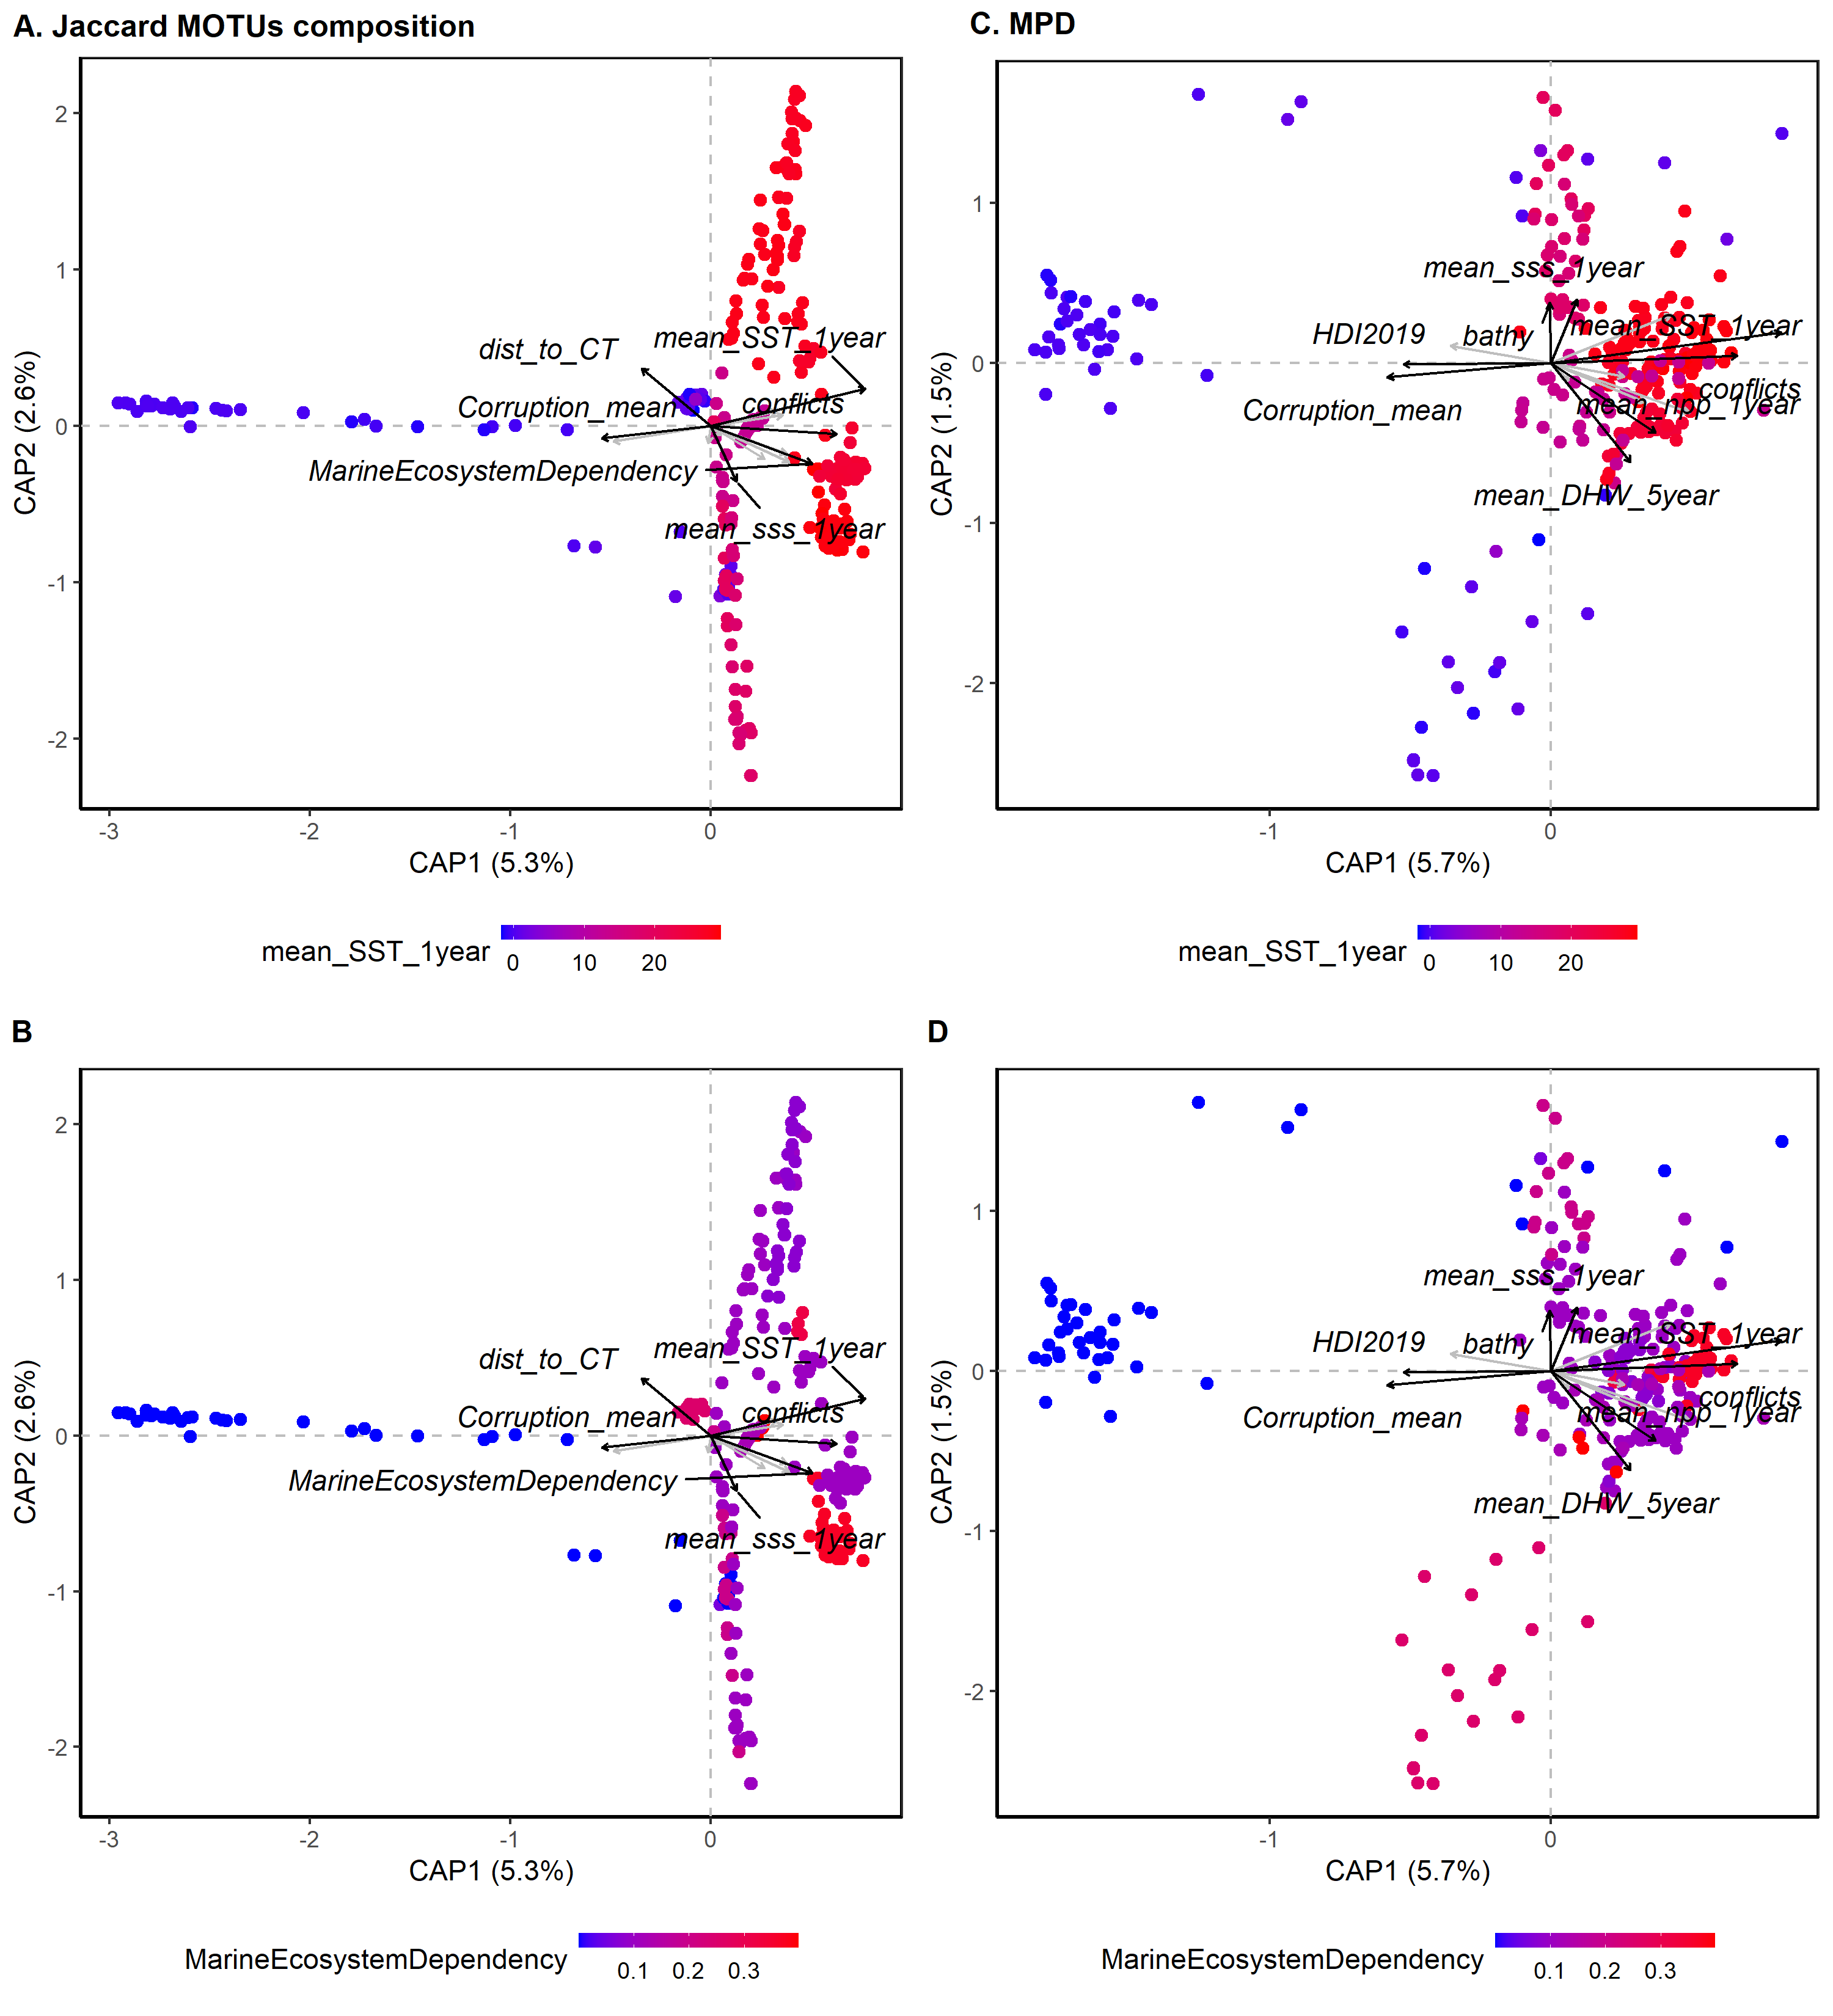 A. Jaccard MOTUs composition
CAP2 (2.6%)
2
1
0
-1
-2
dist_to_CT
mean_SST_1year
Corruption_mean
conflicts
MarineEcosystemDependency
mean_sss_1year
-3
-2
-1
0
CAP1 (5.3%)
mean_SST_1year
0
10
20
C. MPD
CAP2 (1.5%)
1
0
-1
-2
mean_sss_1year
HDI2019
bathy
mean_SST_1year
conflicts
Corruption_mean
mean_npp_1year
mean_DHW_5year
-1
0
CAP1 (5.7%)
mean_SST_1year
0
10
20
B
CAP2 (2.6%)
2
1
0
-1
-2
dist_to_CT
mean_SST_1year
Corruption_mean
conflicts
MarineEcosystemDependency
mean_sss_1year
-3
-2
-1
0
CAP1 (5.3%)
MarineEcosystemDependency
0.1
0.2
0.3
D
CAP2 (1.5%)
1
0
-1
-2
mean_sss_1year
HDI2019
bathy
mean_SST_1year
conflicts
Corruption_mean
mean_npp_1year
mean_DHW_5year
-1
0
CAP1 (5.7%)
MarineEcosystemDependency
0.1
0.2
0.3